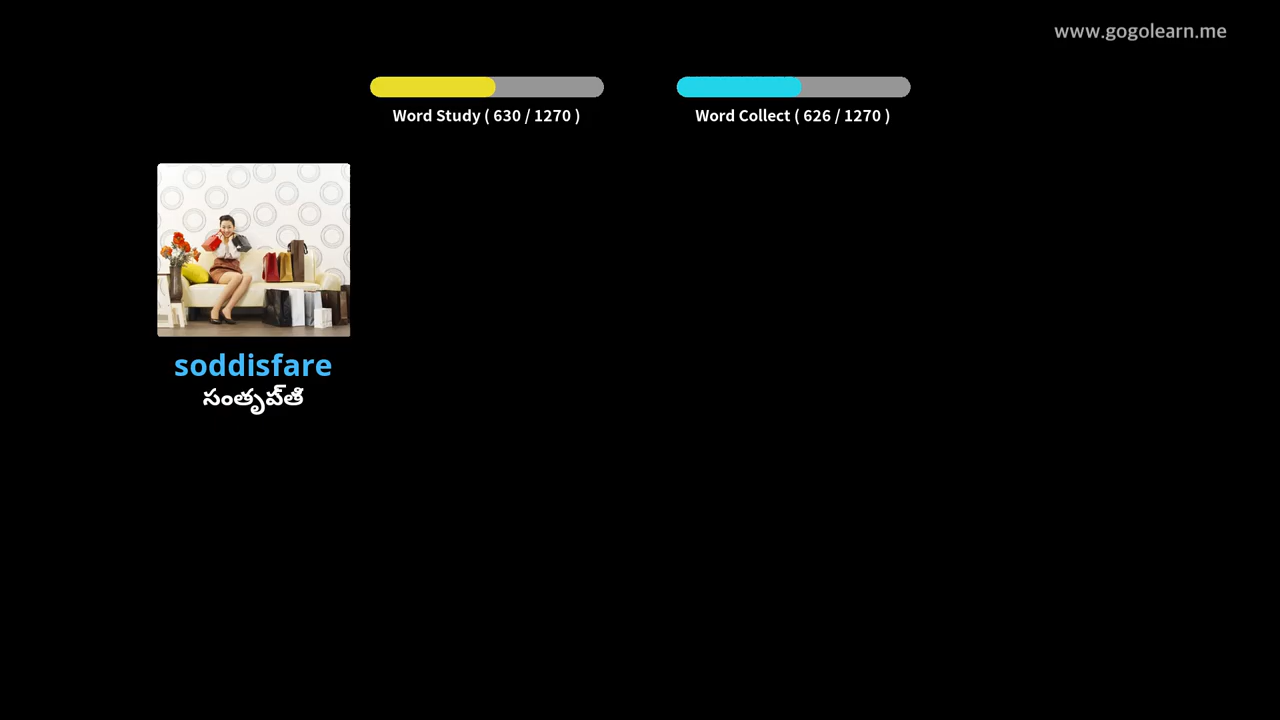 www.gogolearn.me
Word Study ( 630 / 1270 )
Word Collect ( 626 / 1270 )
soddisfare
సంతృప్తి